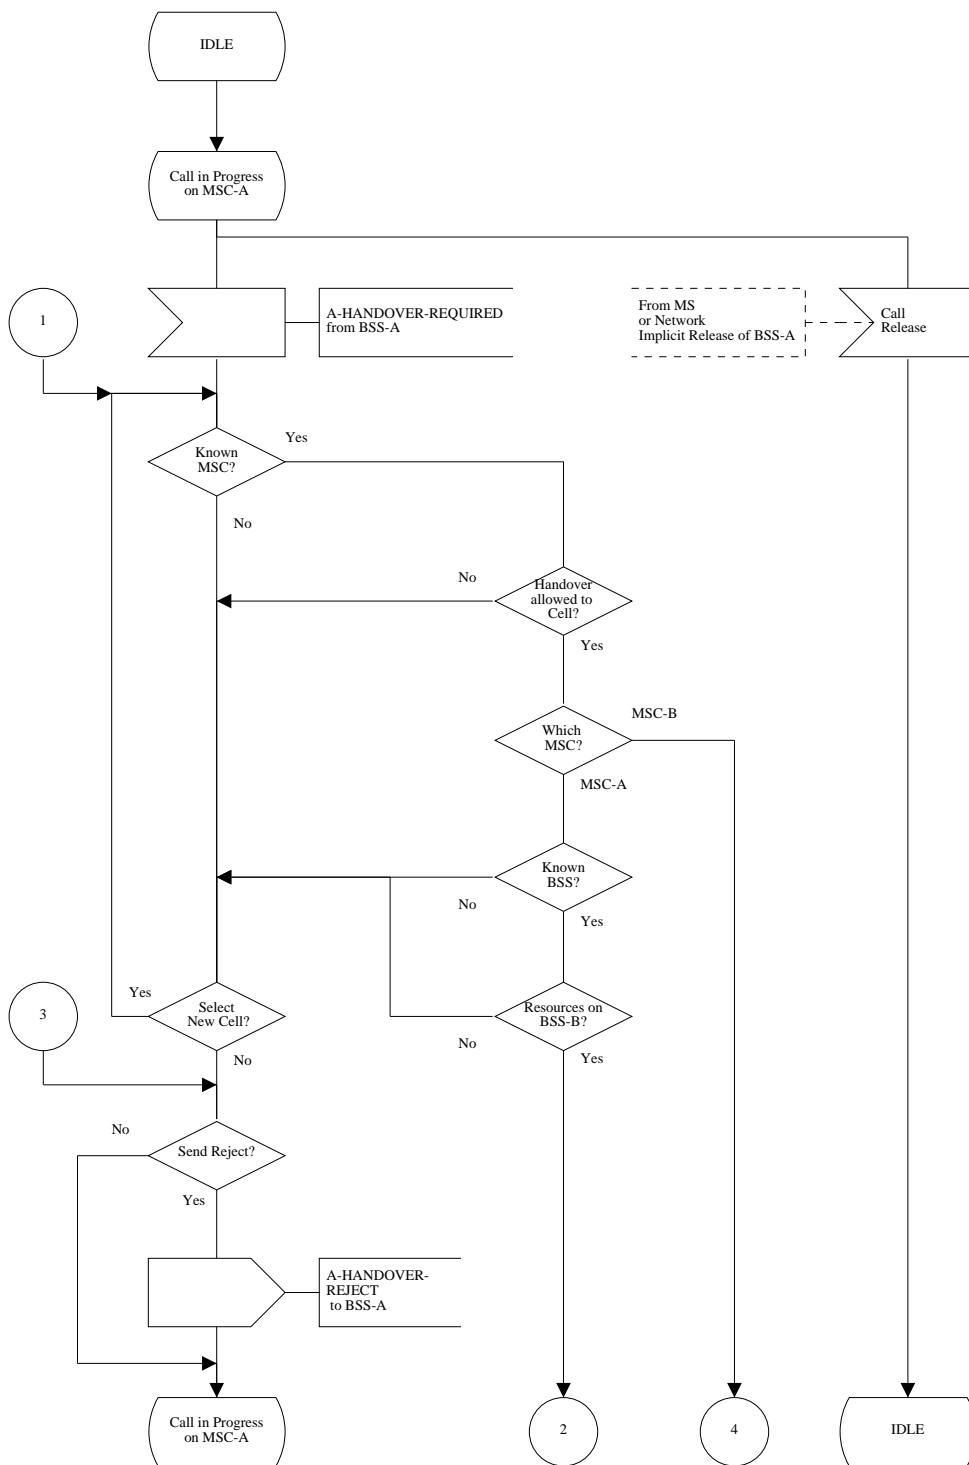 IDLE
Call in Progress
on MSC-A
1
A-HANDOVER-REQUIRED
from BSS-A
From MS
or Network
Implicit Release of BSS-A
Call
Release
Yes
Known
MSC?
No
No
Handover
allowed to
Cell?
Yes
MSC-B
Which
MSC?
MSC-A
Known
BSS?
No
Yes
Yes
3
Select
New Cell?
Resources on
BSS-B?
No
No
Yes
No
Send Reject?
Yes
A-HANDOVER-
REJECT
to BSS-A
Call in Progress
on MSC-A
2
4
IDLE